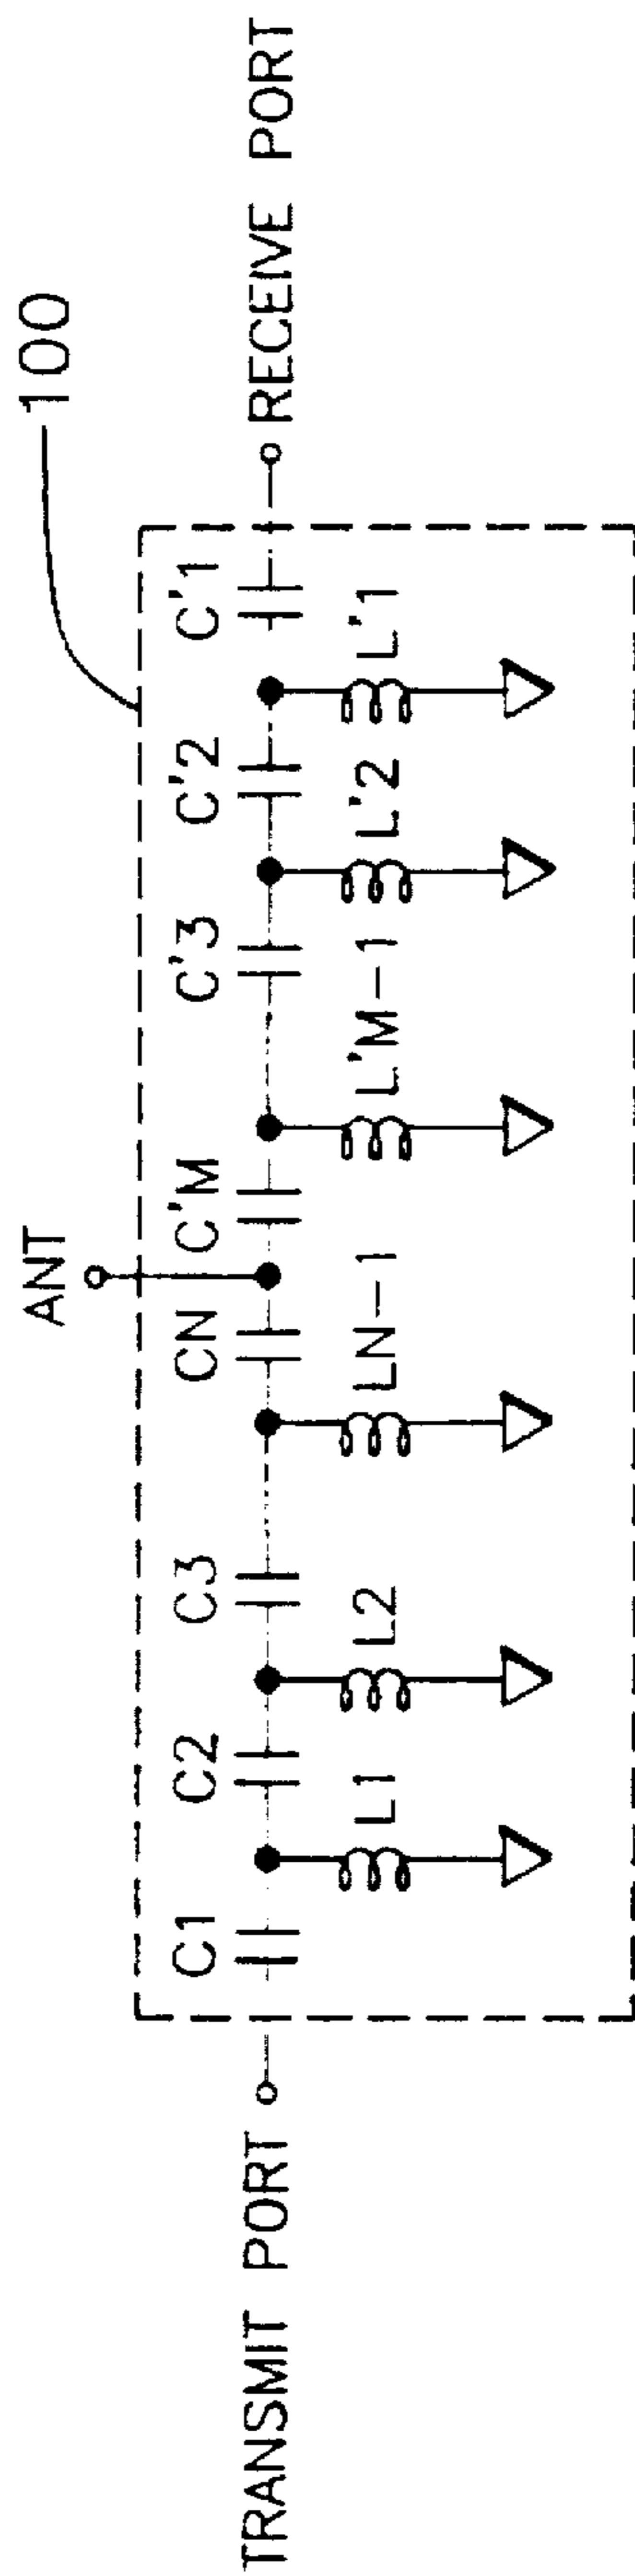 100
ANT
C1
C2
C3
CN
C'M
C'3
C'2
C'1
TRANSMIT PORT
RECEIVE PORT
L1
L2
LN-1
L'M-1
L'2
L'1